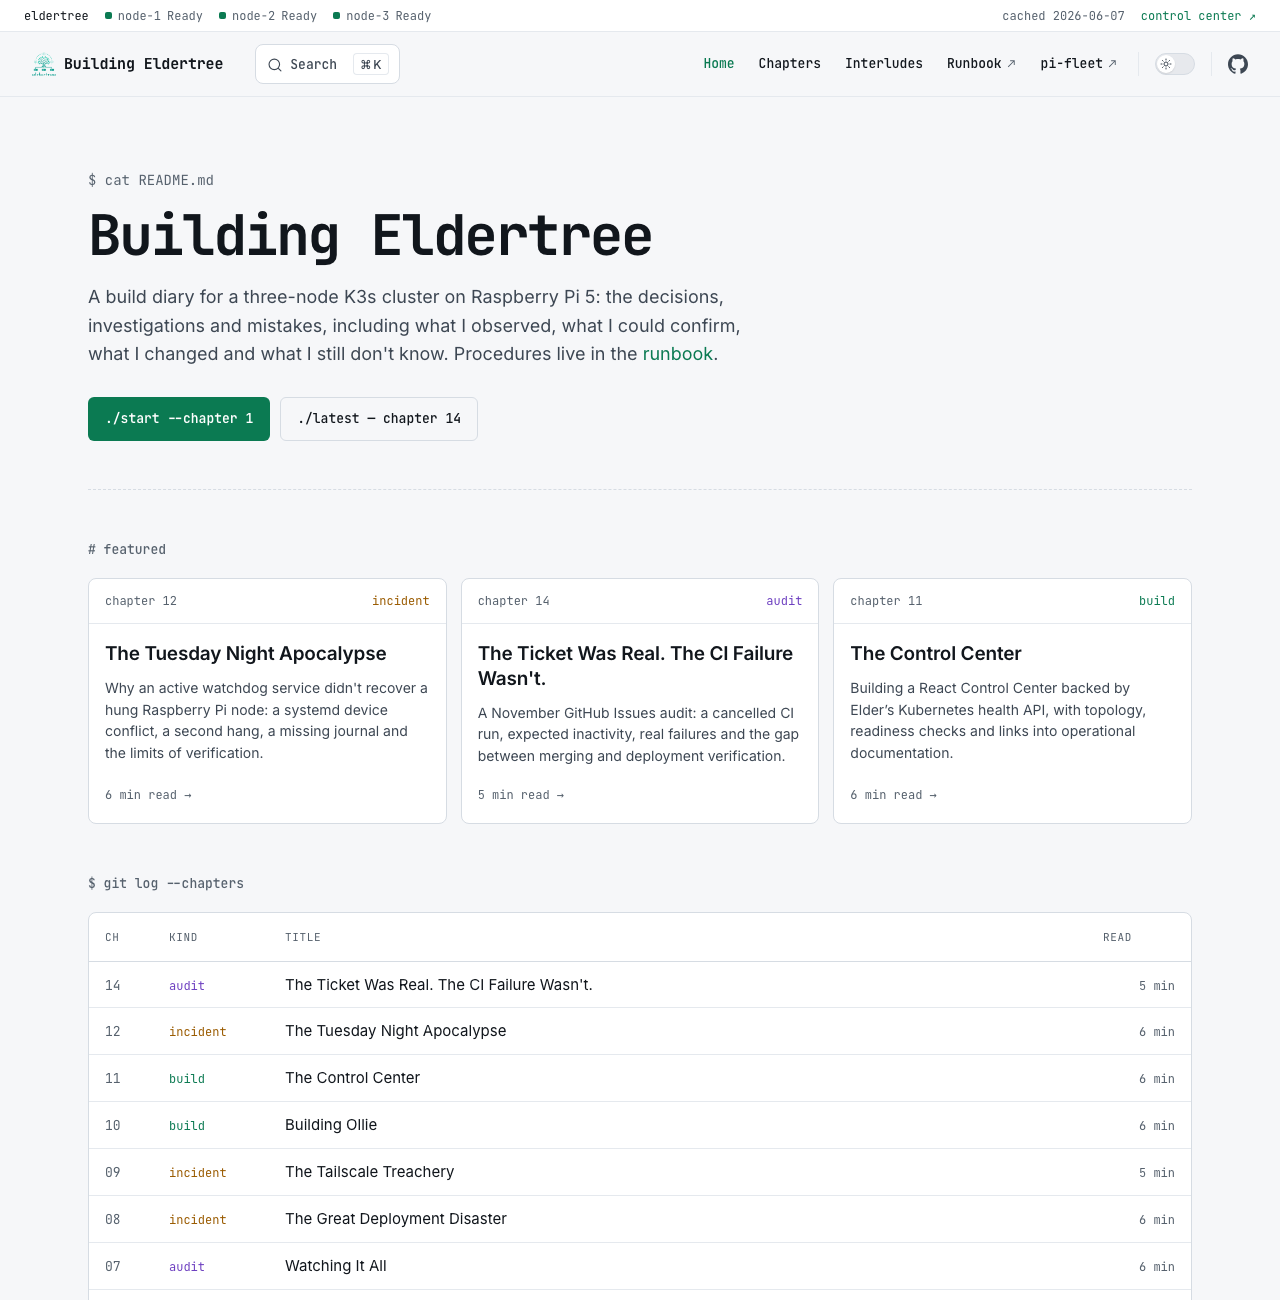 eldertree node-1 Ready node-2 Ready node-3 Ready cached 2026-06-07 control center ↗
Building Eldertree Search ⌘K Home Chapters Interludes Runbook ↗ pi-fleet ↗
$ cat README.md
Building Eldertree
A build diary for a three-node K3s cluster on Raspberry Pi 5: the decisions,
investigations and mistakes, including what I observed, what I could confirm,
what I changed and what I still don't know. Procedures live in the runbook.
./start --chapter 1 ./latest — chapter 14
# featured
chapter 12 incident
The Tuesday Night Apocalypse
Why an active watchdog service didn't recover a
hung Raspberry Pi node: a systemd device
conflict, a second hang, a missing journal and
the limits of verification.
6 min read →
chapter 14 audit
The Ticket Was Real. The CI Failure
Wasn't.
A November GitHub Issues audit: a cancelled CI
run, expected inactivity, real failures and the gap
between merging and deployment verification.
5 min read →
chapter 11 build
The Control Center
Building a React Control Center backed by
Elder’s Kubernetes health API, with topology,
readiness checks and links into operational
documentation.
6 min read →
$ git log --chapters
CH KIND TITLE READ
14 audit The Ticket Was Real. The CI Failure Wasn't. 5 min
12 incident The Tuesday Night Apocalypse 6 min
11 build The Control Center 6 min
10 build Building Ollie 6 min
09 incident The Tailscale Treachery 5 min
08 incident The Great Deployment Disaster 6 min
07 audit Watching It All 6 min